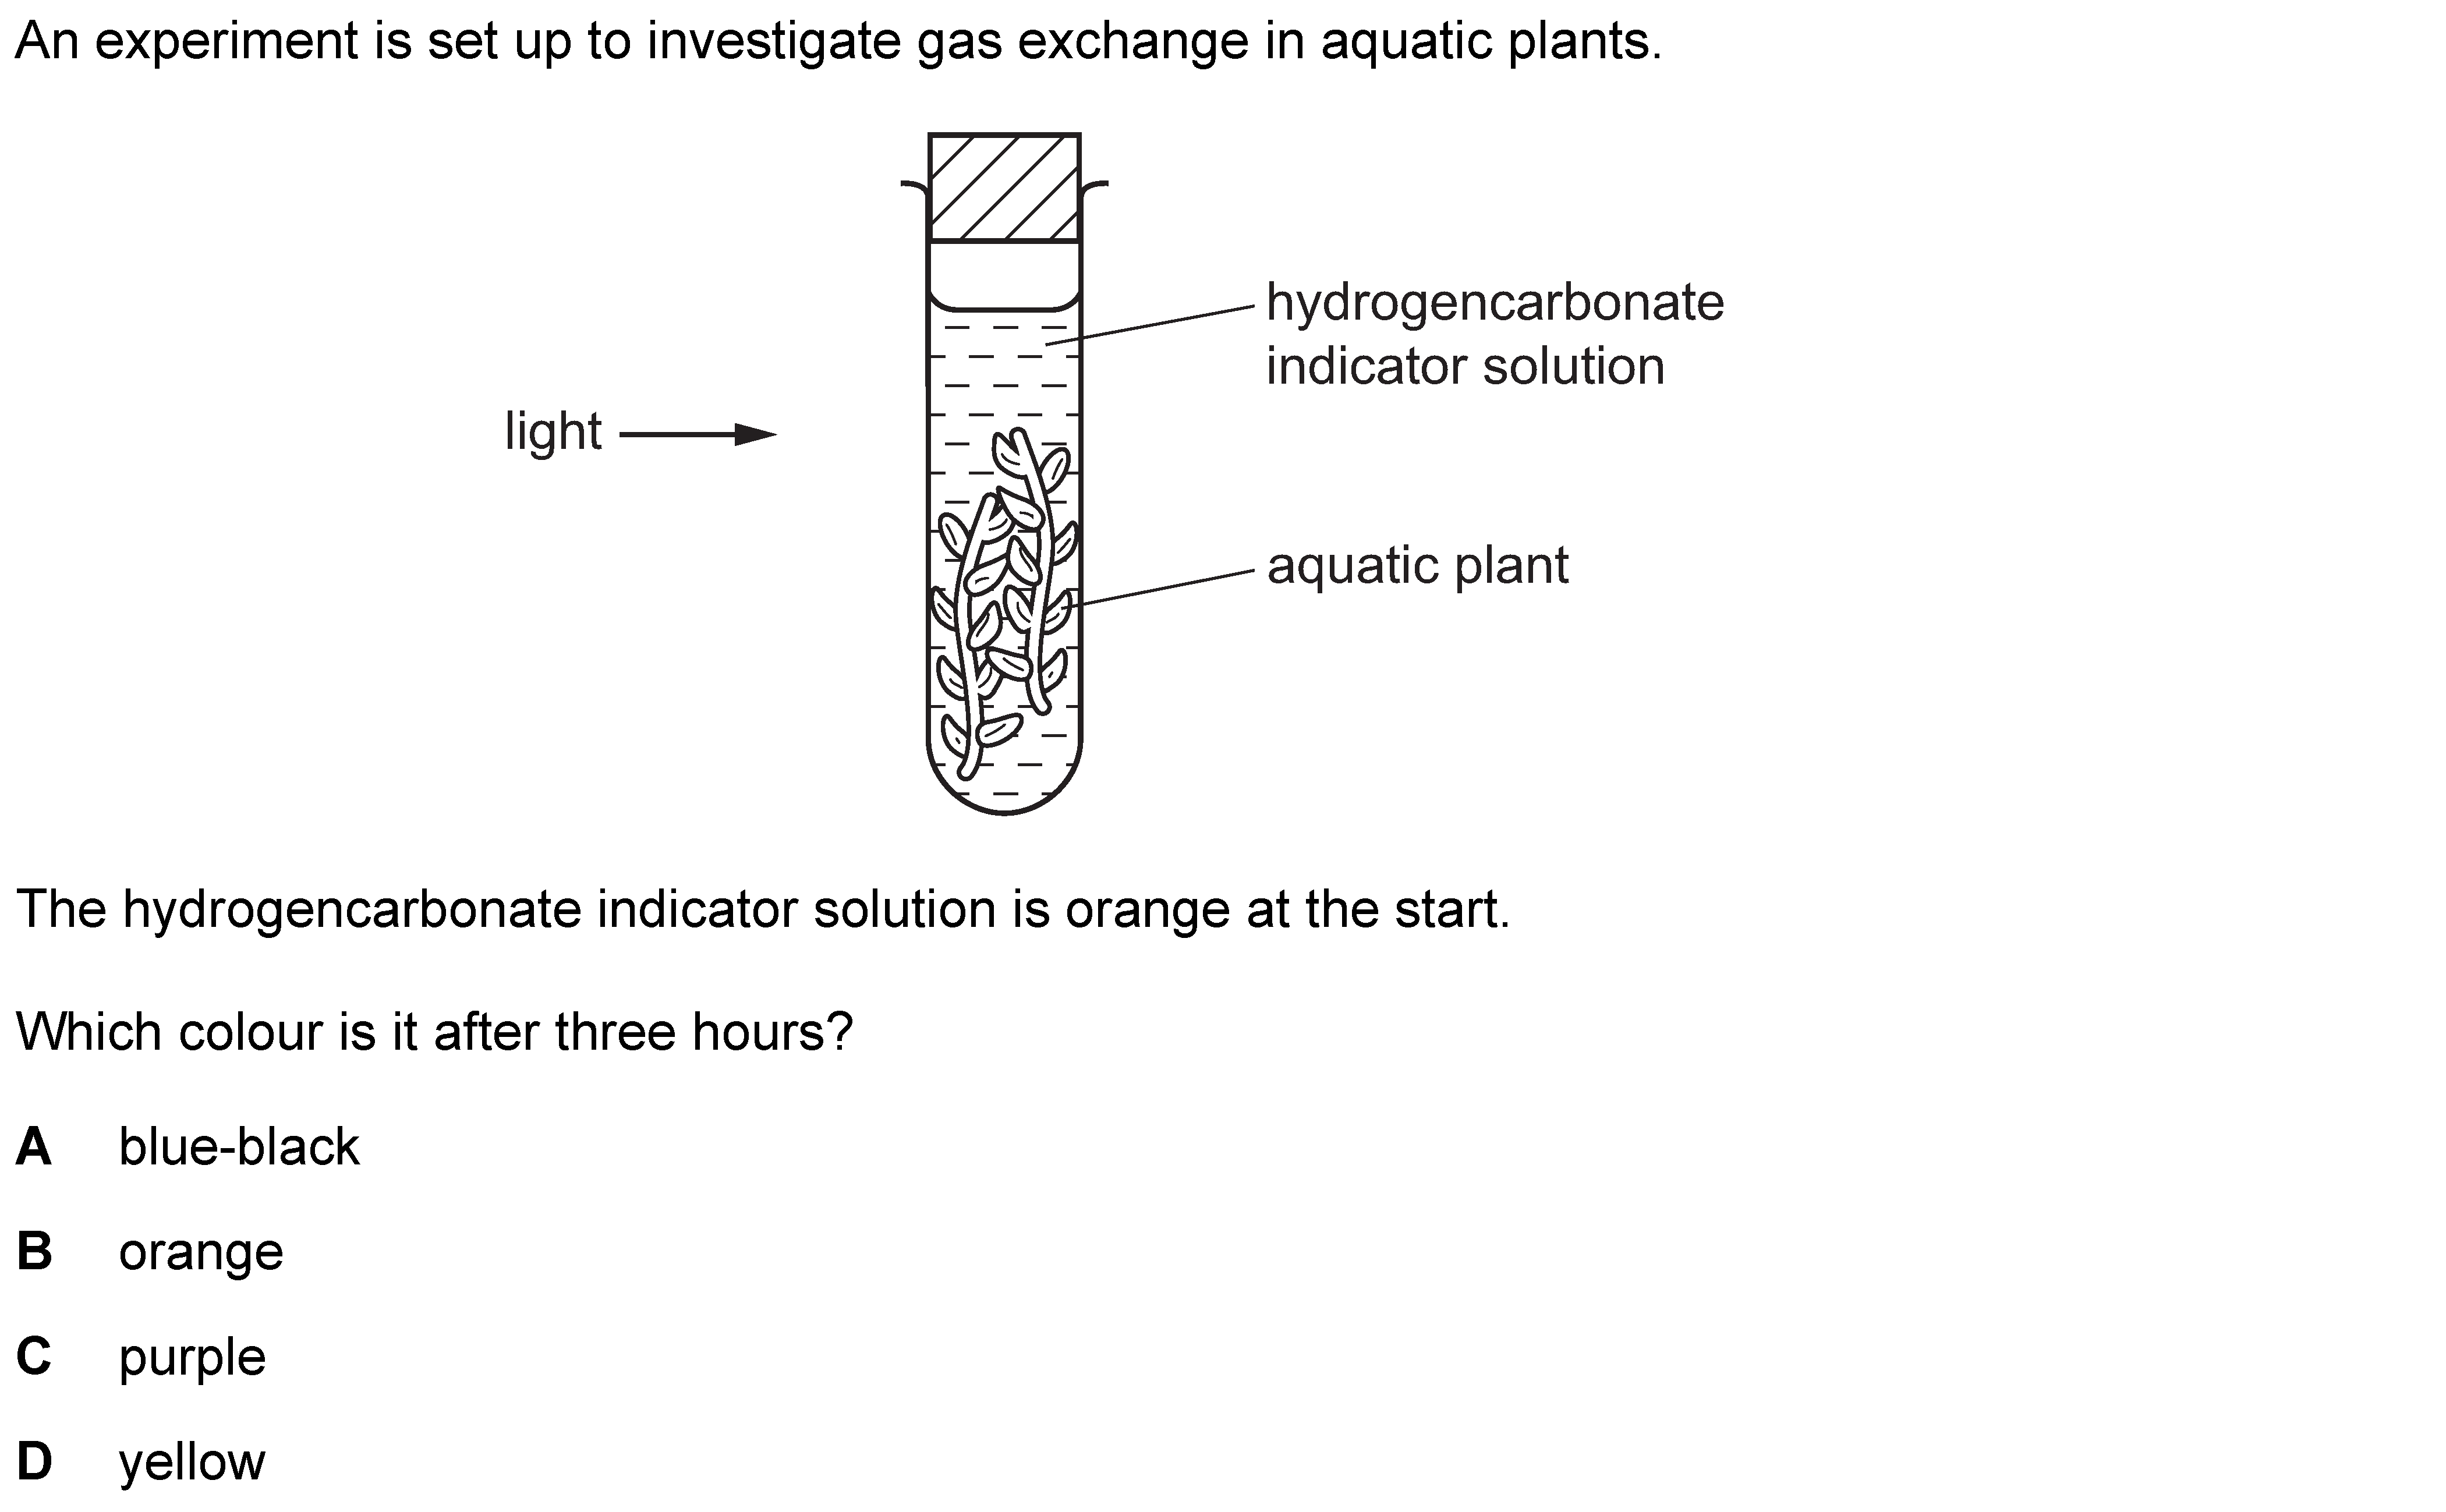 An experiment is set up to investigate gas exchange in aquatic plants.
hydrogencarbonate
indicator solution
light
aquatic plant
The hydrogencarbonate indicator solution is orange at the start.
Which colour is it after three hours?
A blue-black
B orange
C purple
D yellow